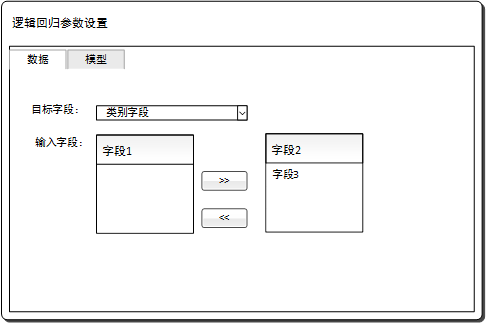 逻辑回归参数设置
数据 模型
目标字段： 类别字段
输入字段： 字段1 字段2
字段3
>>
<<